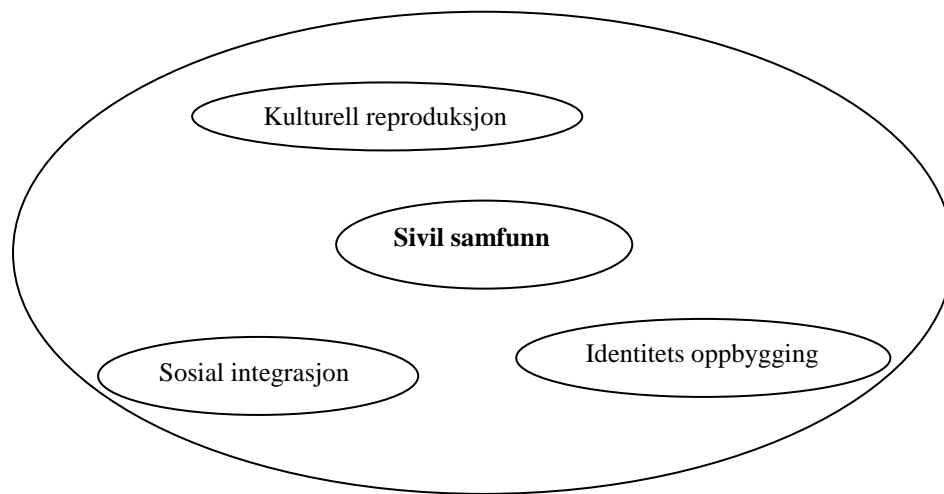 Kulturell reproduksjon
Sivil samfunn
Identitets oppbygging
Sosial integrasjon